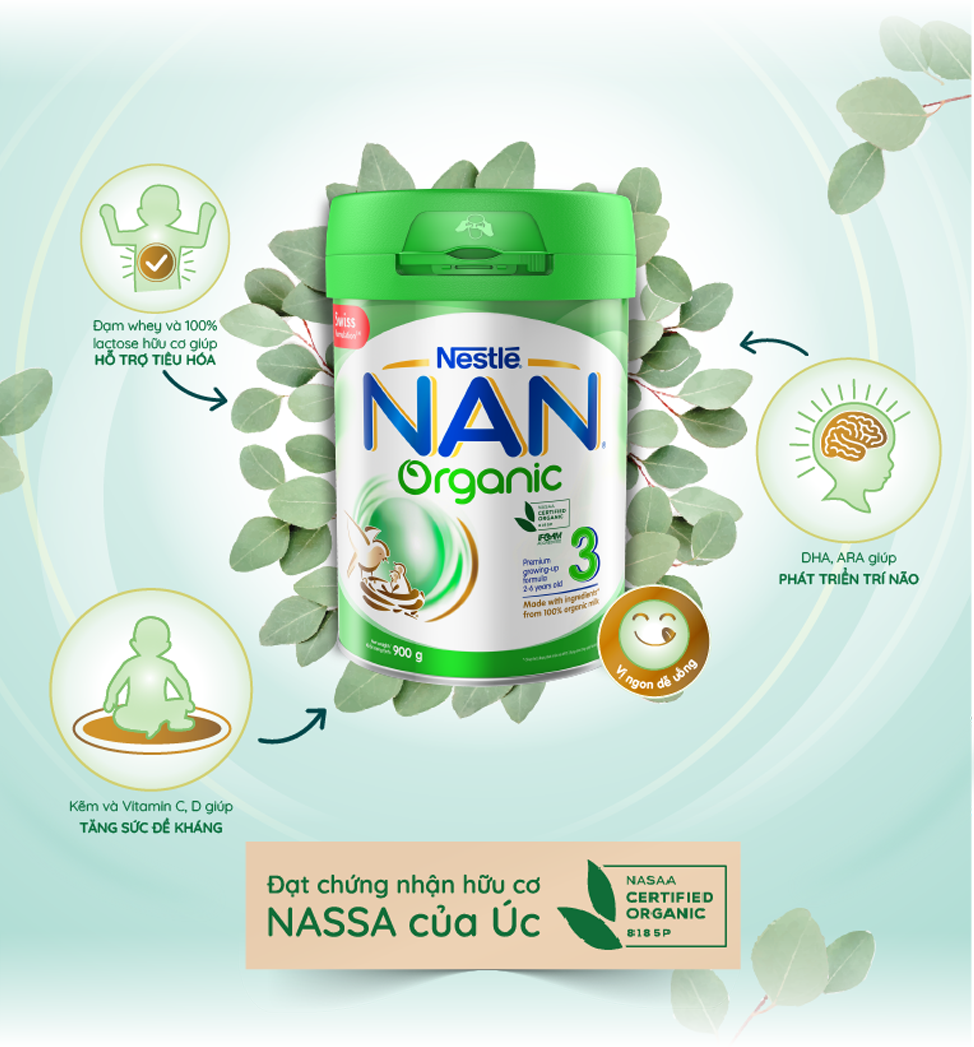 Đạm whey và 100%
lactose hữu cơ giúp
HỖ TRỢ TIÊU HÓA
Swiss
Nestlé
NAN
Organic
NASAA
CERTIFIED
ORGANIC
8185P
IFOAM
3
Premium
growing-up
formula
2-6 years old
Made with ingredients
from 100% organic milk
900 g
DHA, ARA giúp
PHÁT TRIỂN TRÍ NÃO
Vị ngon dễ uống
Kẽm và Vitamin C, D giúp
TĂNG SỨC ĐỀ KHÁNG
Đạt chứng nhận hữu cơ
NASSA của Úc
NASAA
CERTIFIED
ORGANIC
8185P